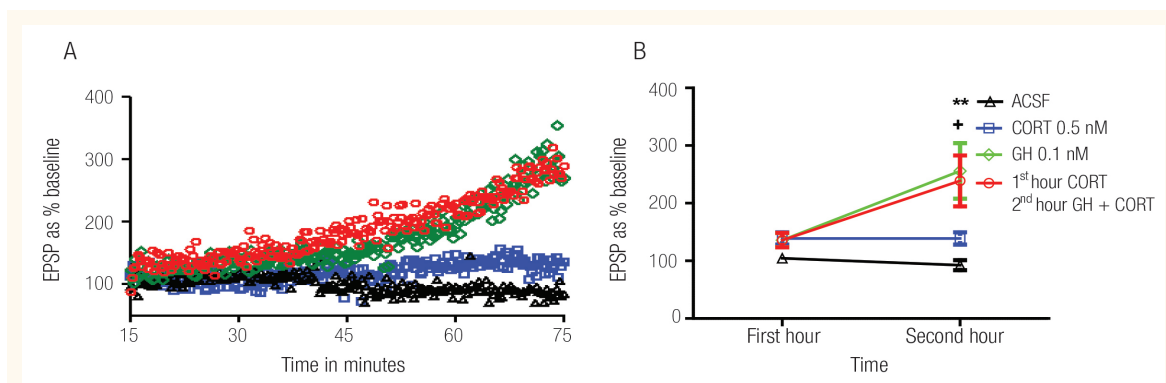 A
EPSP as % baseline
400
300
200
100
15
30
45
60
75
Time in minutes
B
EPSP as % baseline
400
300
200
100
0
First hour
Second hour
Time
**
+
ACSF
CORT 0.5 nM
GH 0.1 nM
1st hour CORT
2nd hour GH + CORT